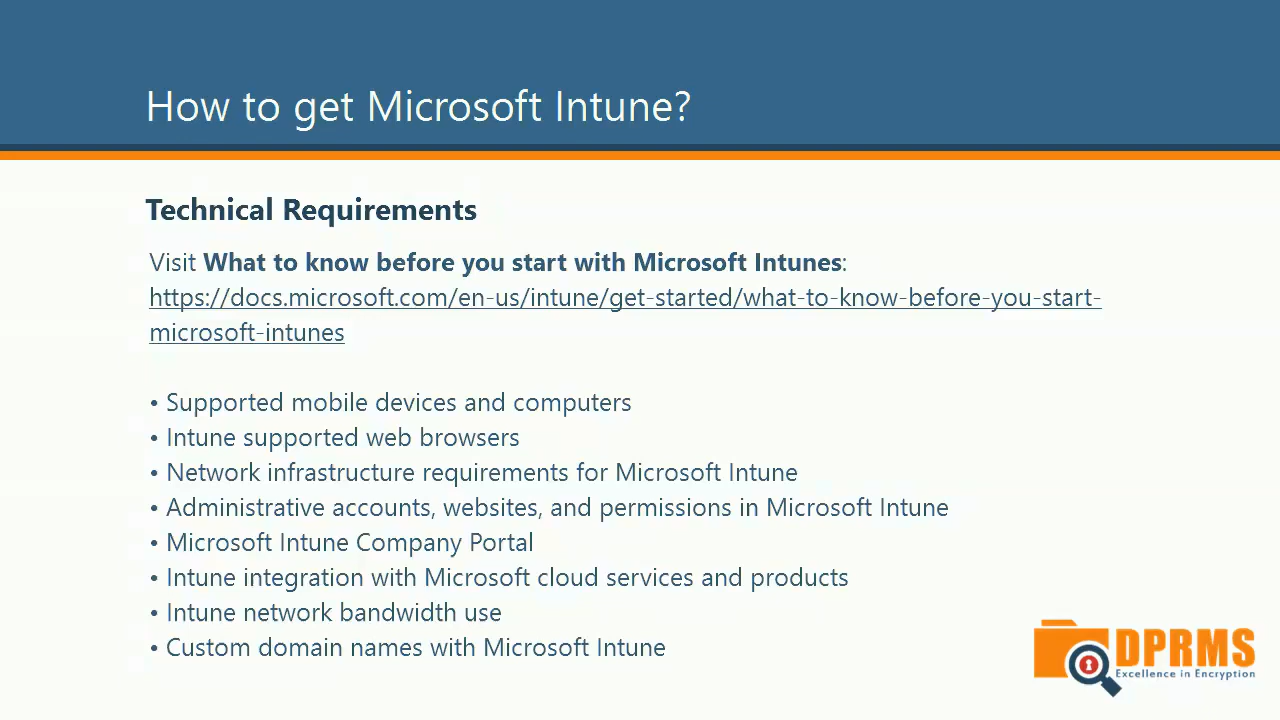 How to get Microsoft Intune?
Technical Requirements
Visit What to know before you start with Microsoft Intunes:
https://docs.microsoft.com/en-us/intune/get-started/what-to-know-before-you-start-
microsoft-intunes
• Supported mobile devices and computers
• Intune supported web browsers
• Network infrastructure requirements for Microsoft Intune
• Administrative accounts, websites, and permissions in Microsoft Intune
• Microsoft Intune Company Portal
• Intune integration with Microsoft cloud services and products
• Intune network bandwidth use
• Custom domain names with Microsoft Intune
DPRMS
Excellence in Encryption